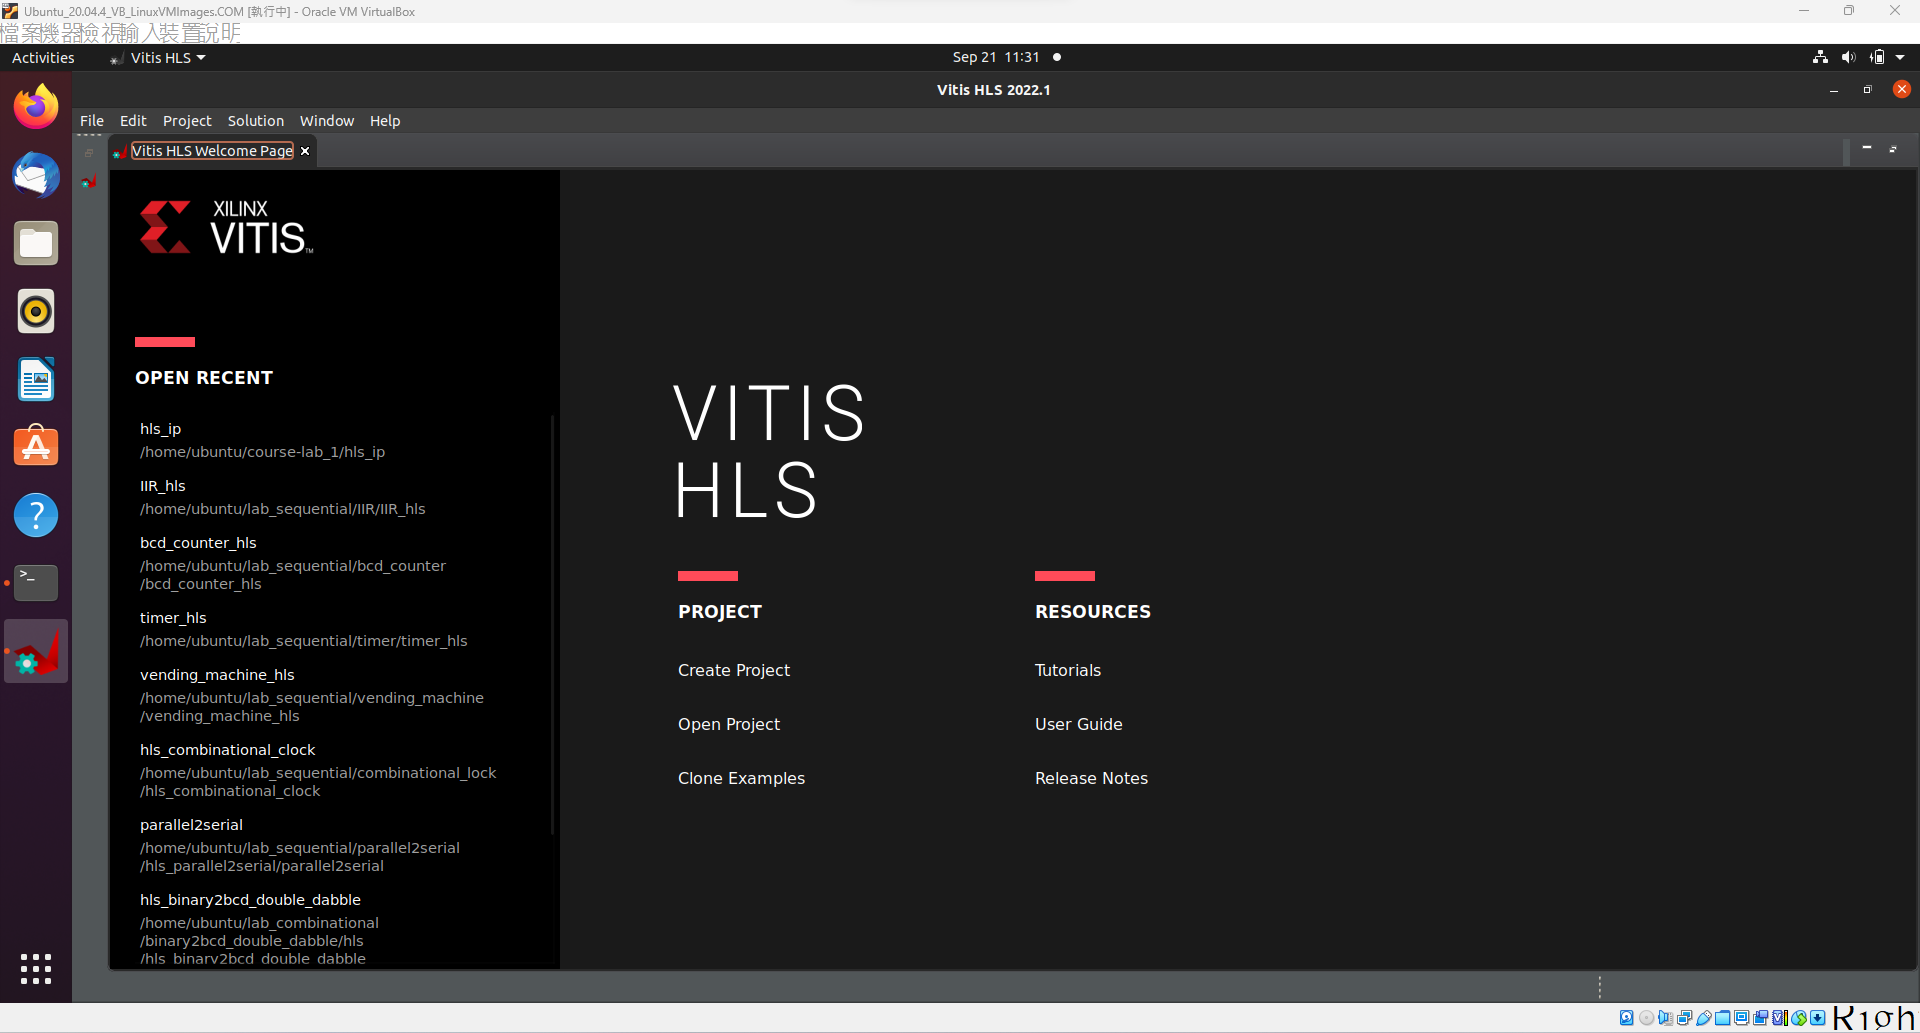 Ubuntu_20.04.4_VB_LinuxVMImages.COM [執行中] - Oracle VM VirtualBox
檔案機器檢視輸入裝置說明
Activities Vitis HLS Sep 21 11:31
Vitis HLS 2022.1
File Edit Project Solution Window Help
Vitis HLS Welcome Page
XILINX
VITIS™
OPEN RECENT
hls_ip
/home/ubuntu/course-lab_1/hls_ip
IIR_hls
/home/ubuntu/lab_sequential/IIR/IIR_hls
bcd_counter_hls
/home/ubuntu/lab_sequential/bcd_counter
/bcd_counter_hls
timer_hls
/home/ubuntu/lab_sequential/timer/timer_hls
vending_machine_hls
/home/ubuntu/lab_sequential/vending_machine
/vending_machine_hls
hls_combinational_clock
/home/ubuntu/lab_sequential/combinational_lock
/hls_combinational_clock
parallel2serial
/home/ubuntu/lab_sequential/parallel2serial
/hls_parallel2serial/parallel2serial
hls_binary2bcd_double_dabble
/home/ubuntu/lab_combinational
/binary2bcd_double_dabble/hls
/hls_binary2bcd_double_dabble
VITIS
HLS
PROJECT
Create Project
Open Project
Clone Examples
RESOURCES
Tutorials
User Guide
Release Notes
Righ